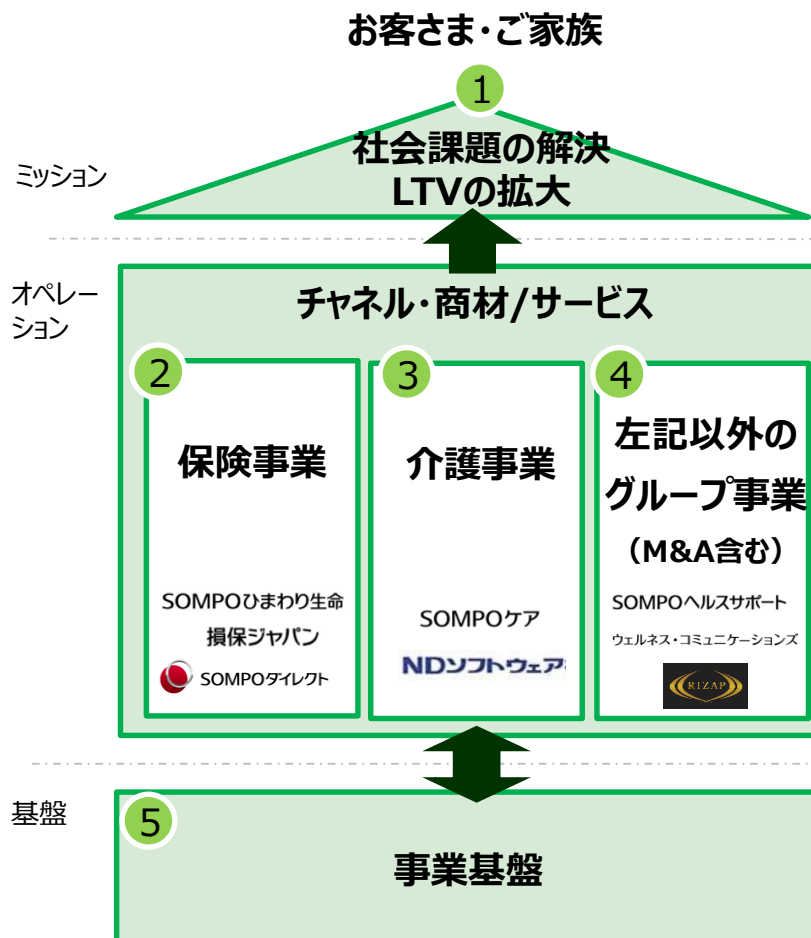 お客さま・ご家族
1
社会課題の解決
LTVの拡大
ミッション
オペレー
ション
チャネル・商材/サービス
2
保険事業
SOMPOひまわり生命
損保ジャパン
SOMPOダイレクト
3
介護事業
SOMPOケア
NDソフトウェア
4
左記以外の
グループ事業
（M&A含む）
SOMPOヘルスサポート
ウェルネス・コミュニケーションズ
RIZAP
基盤
5
事業基盤